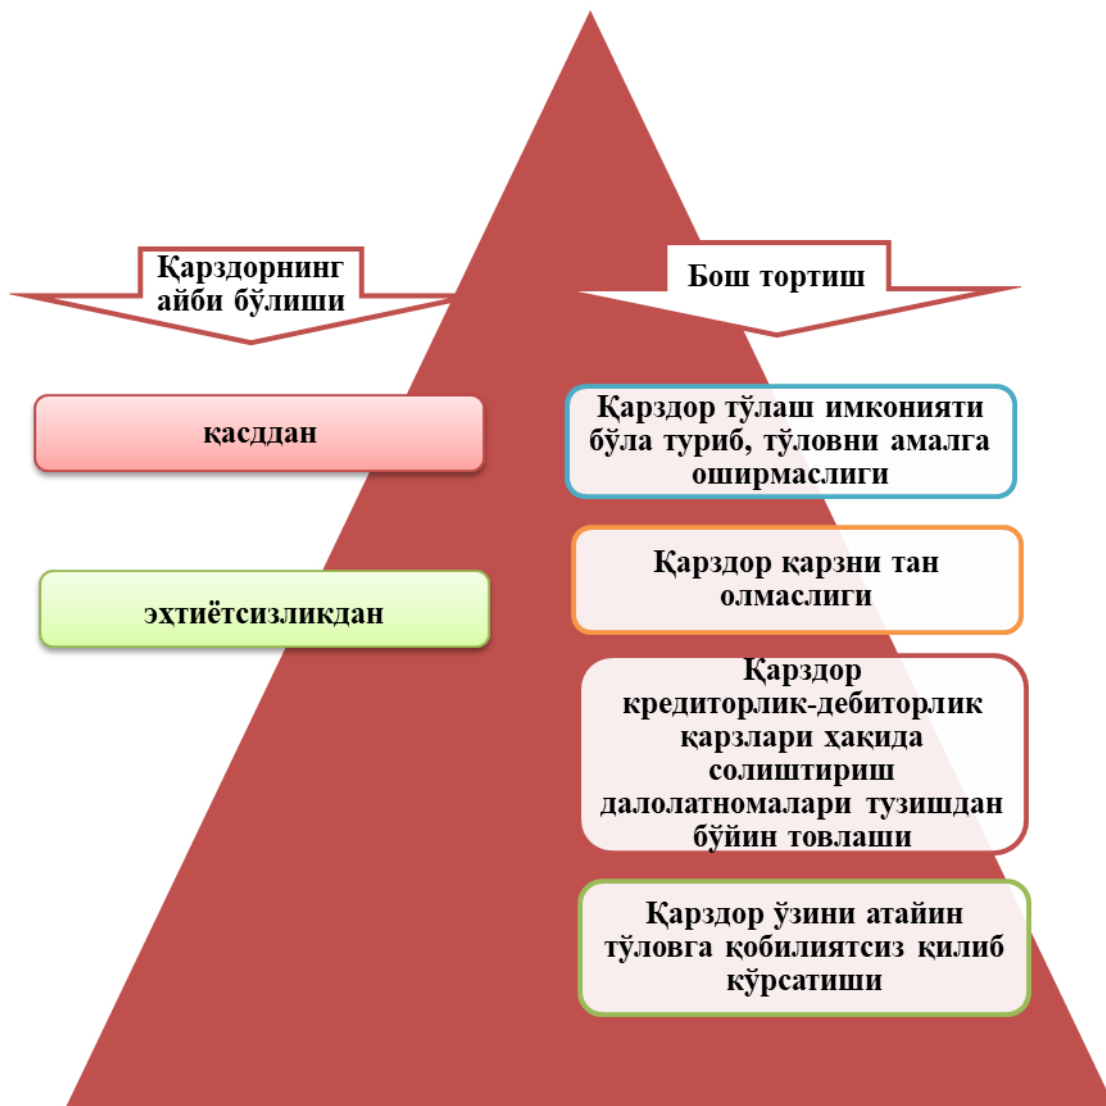 Қарздорнинг
айби бўлиши
қасддан
эҳтиётсизликдан
Бош тортиш
Қарздор тўлаш имконияти
бўла туриб, тўловни амалга
оширмаслиги
Қарздор қарзни тан
олмаслиги
Қарздор
кредиторлик-дебиторлик
қарзлари ҳақида
солиштириш
далолатномалари тузишдан
бўйин товлаши
Қарздор ўзини атайин
тўловга қобилиятсиз қилиб
кўрсатиши